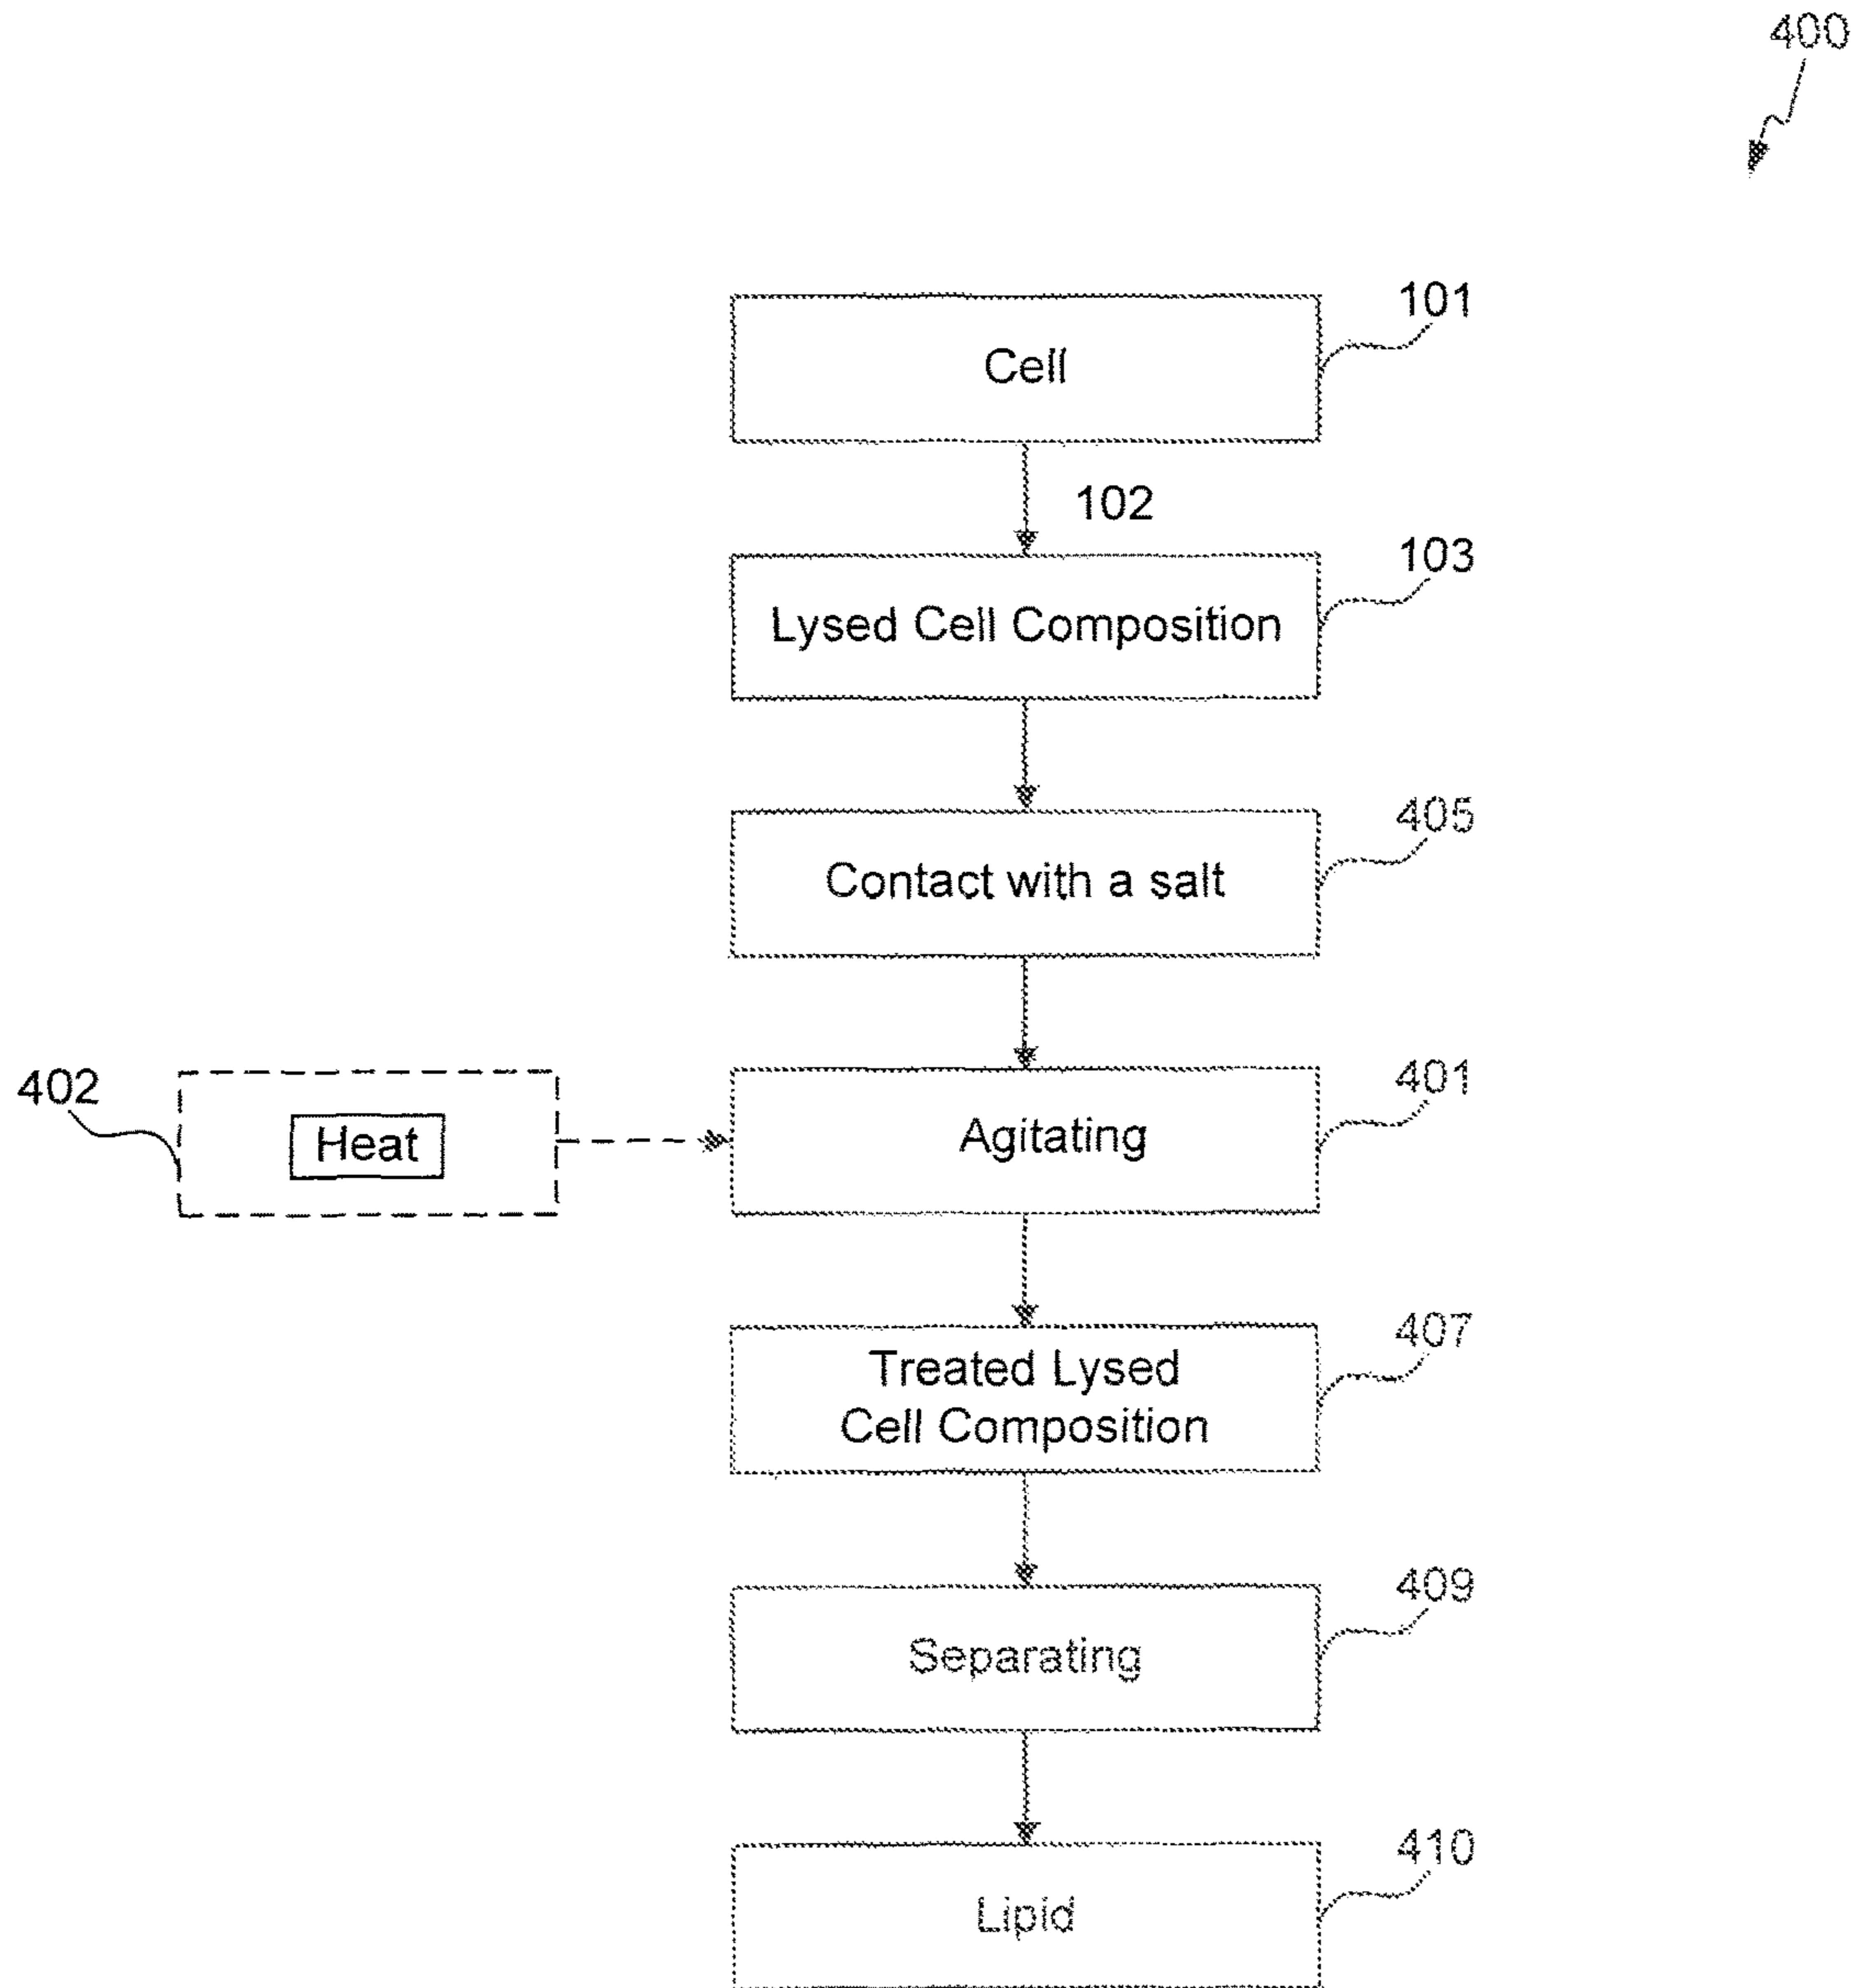 400
101
Cell
102
103
Lysed Cell Composition
405
Contact with a salt
402
Heat
401
Agitating
407
Treated Lysed
Cell Composition
409
Separating
410
Lipid